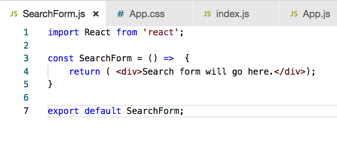 JS SearchForm.js × # App.css JS index.js JS App.js
1 import React from 'react';
2
3 const SearchForm = () => {
4 return ( <div>Search form will go here.</div>);
5 }
6
7 export default SearchForm;